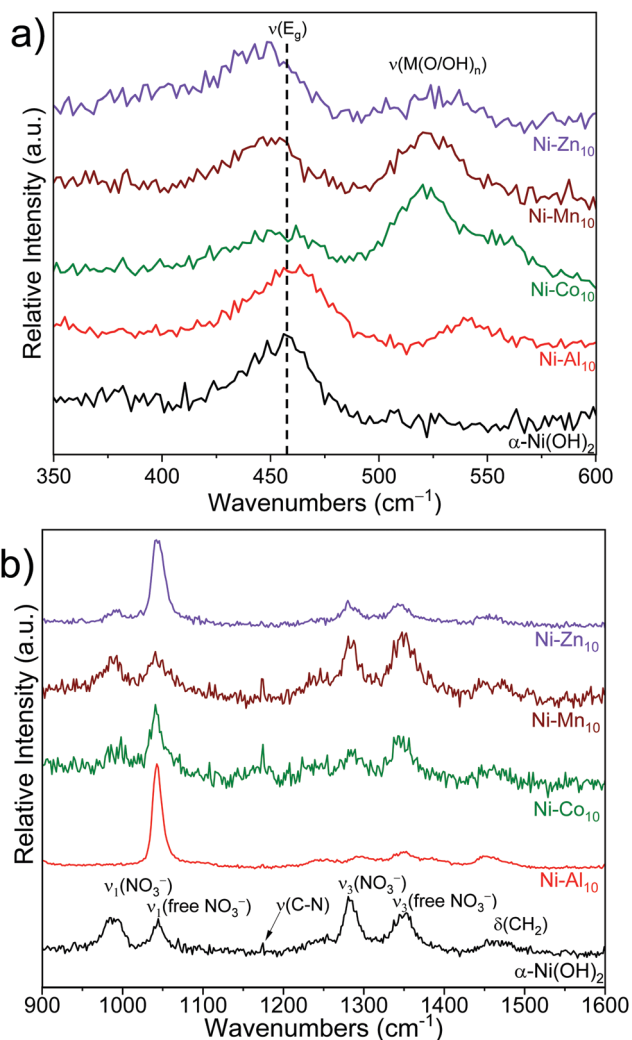 a)
ν(E_g)
ν(M(O/OH)_n)
Ni-Zn₁₀
Ni-Mn₁₀
Ni-Co₁₀
Ni-Al₁₀
α-Ni(OH)₂
Relative Intensity (a.u.)
350 400 450 500 550 600
Wavenumbers (cm⁻¹)
b)
Ni-Zn₁₀
Ni-Mn₁₀
Ni-Co₁₀
Ni-Al₁₀
ν₁(NO₃⁻)
ν₁(free NO₃⁻)
ν(C-N)
ν₃(NO₃⁻)
ν₃(free NO₃⁻)
δ(CH₂)
α-Ni(OH)₂
Relative Intensity (a.u.)
900 1000 1100 1200 1300 1400 1500 1600
Wavenumbers (cm⁻¹)